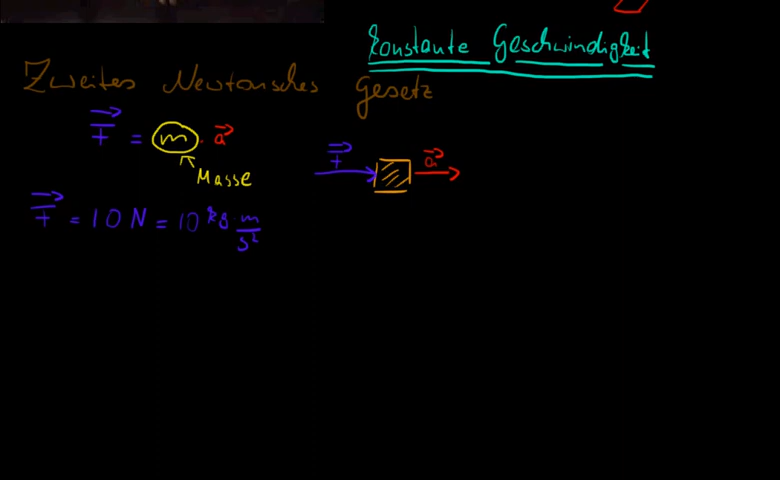 Konstante Geschwindigkeit
Zweites Newtonsches Gesetz
F = m · a
Masse
F a
F = 10 N = 10 kg m/s²